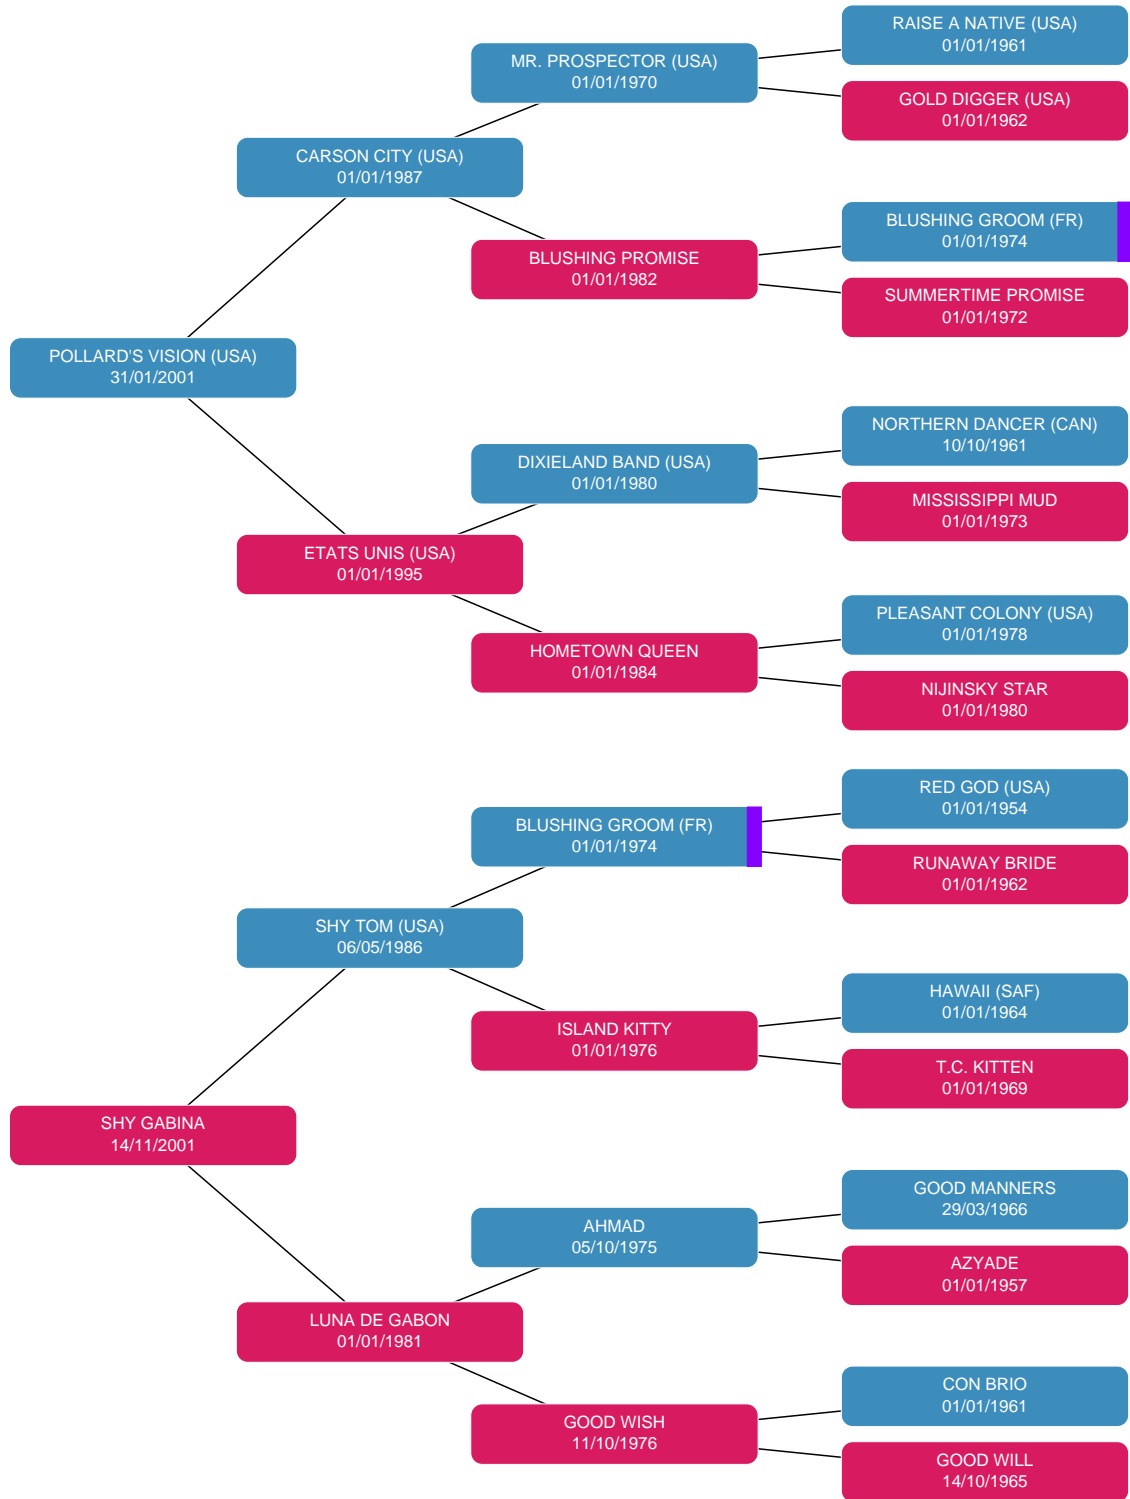 RAISE A NATIVE (USA)
01/01/1961
MR. PROSPECTOR (USA)
01/01/1970
GOLD DIGGER (USA)
01/01/1962
CARSON CITY (USA)
01/01/1987
BLUSHING GROOM (FR)
01/01/1974
BLUSHING PROMISE
01/01/1982
SUMMERTIME PROMISE
01/01/1972
POLLARD'S VISION (USA)
31/01/2001
NORTHERN DANCER (CAN)
10/10/1961
DIXIELAND BAND (USA)
01/01/1980
MISSISSIPPI MUD
01/01/1973
ETATS UNIS (USA)
01/01/1995
PLEASANT COLONY (USA)
01/01/1978
HOMETOWN QUEEN
01/01/1984
NIJINSKY STAR
01/01/1980
RED GOD (USA)
01/01/1954
BLUSHING GROOM (FR)
01/01/1974
RUNAWAY BRIDE
01/01/1962
SHY TOM (USA)
06/05/1986
HAWAII (SAF)
01/01/1964
ISLAND KITTY
01/01/1976
T.C. KITTEN
01/01/1969
SHY GABINA
14/11/2001
GOOD MANNERS
29/03/1966
AHMAD
05/10/1975
AZYADE
01/01/1957
LUNA DE GABON
01/01/1981
CON BRIO
01/01/1961
GOOD WISH
11/10/1976
GOOD WILL
14/10/1965